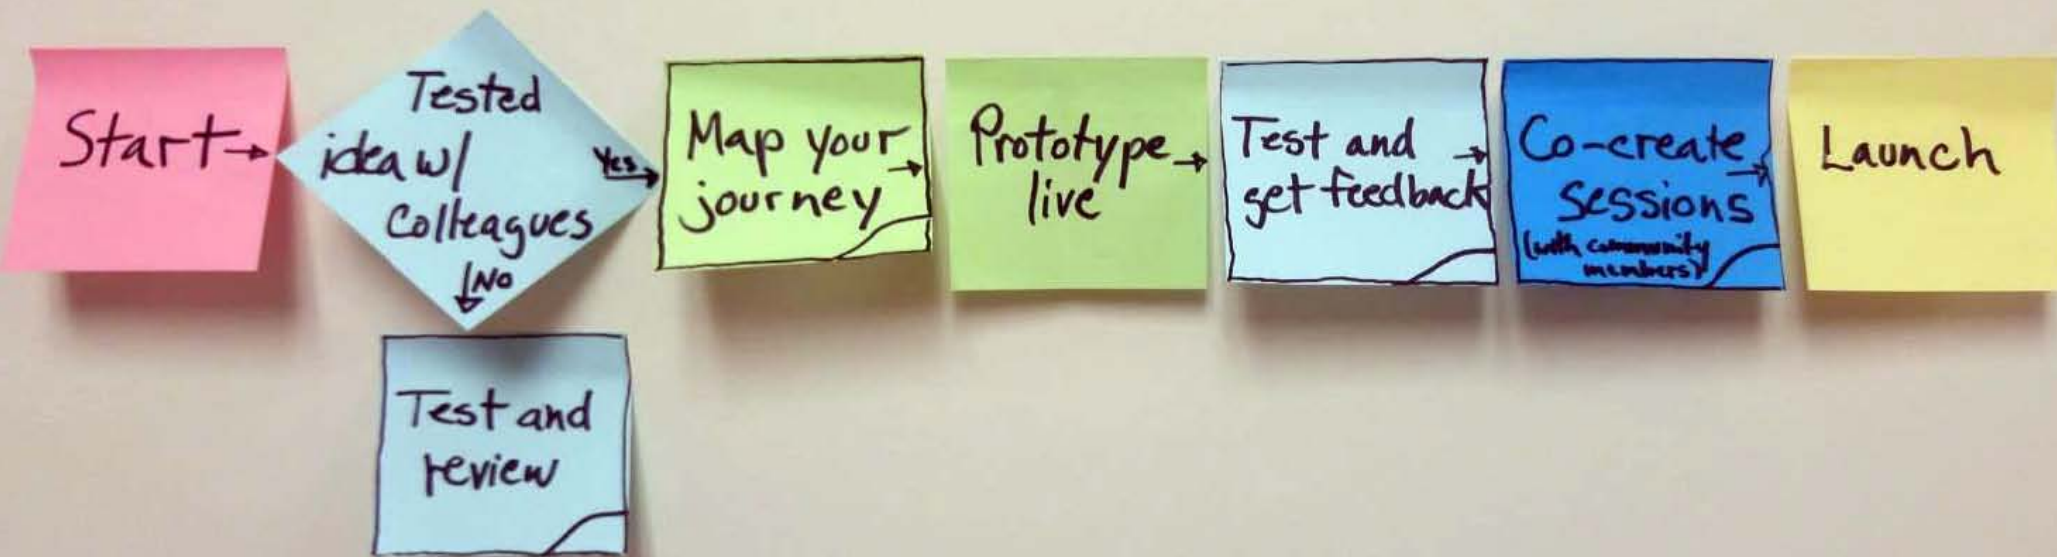 Start→
Tested
idea w/
Colleagues
Yes→
↓No
Map your
journey→
Prototype→
live
Test and→
get feedback
Co-create→
sessions
(with community
members)
Launch
Test and
review